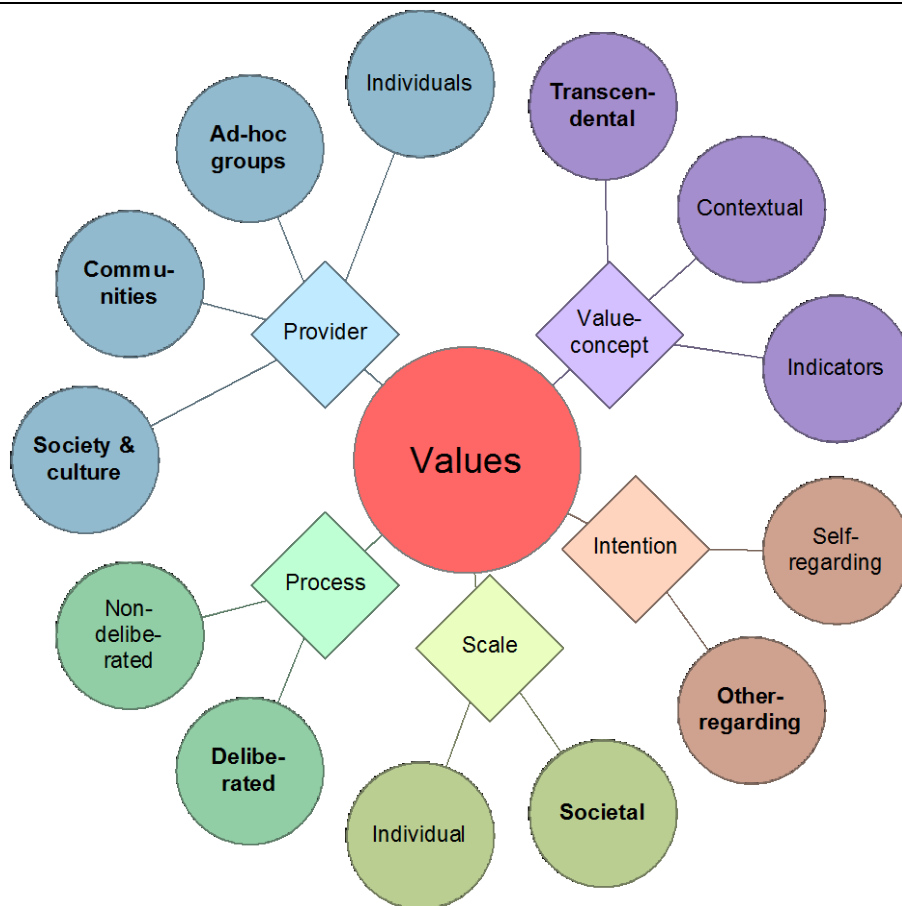 Individuals
Ad-hoc
groups
Commu-
nities
Society &
culture
Provider
Transcen-
dental
Contextual
Indicators
Value-
concept
Values
Intention
Self-
regarding
Other-
regarding
Process
Non-
delibe-
rated
Delibe-
rated
Scale
Individual
Societal